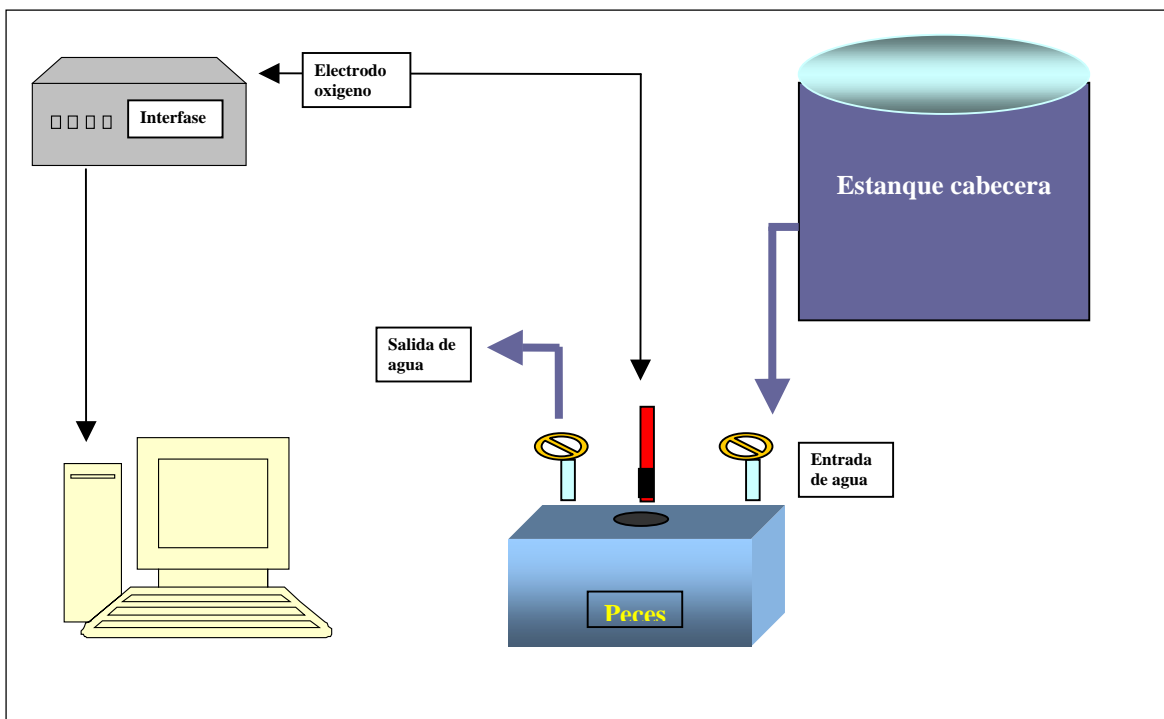 Electrodo
oxigeno
Interfase
Estanque cabecera
Salida de
agua
Entrada
de agua
Peces